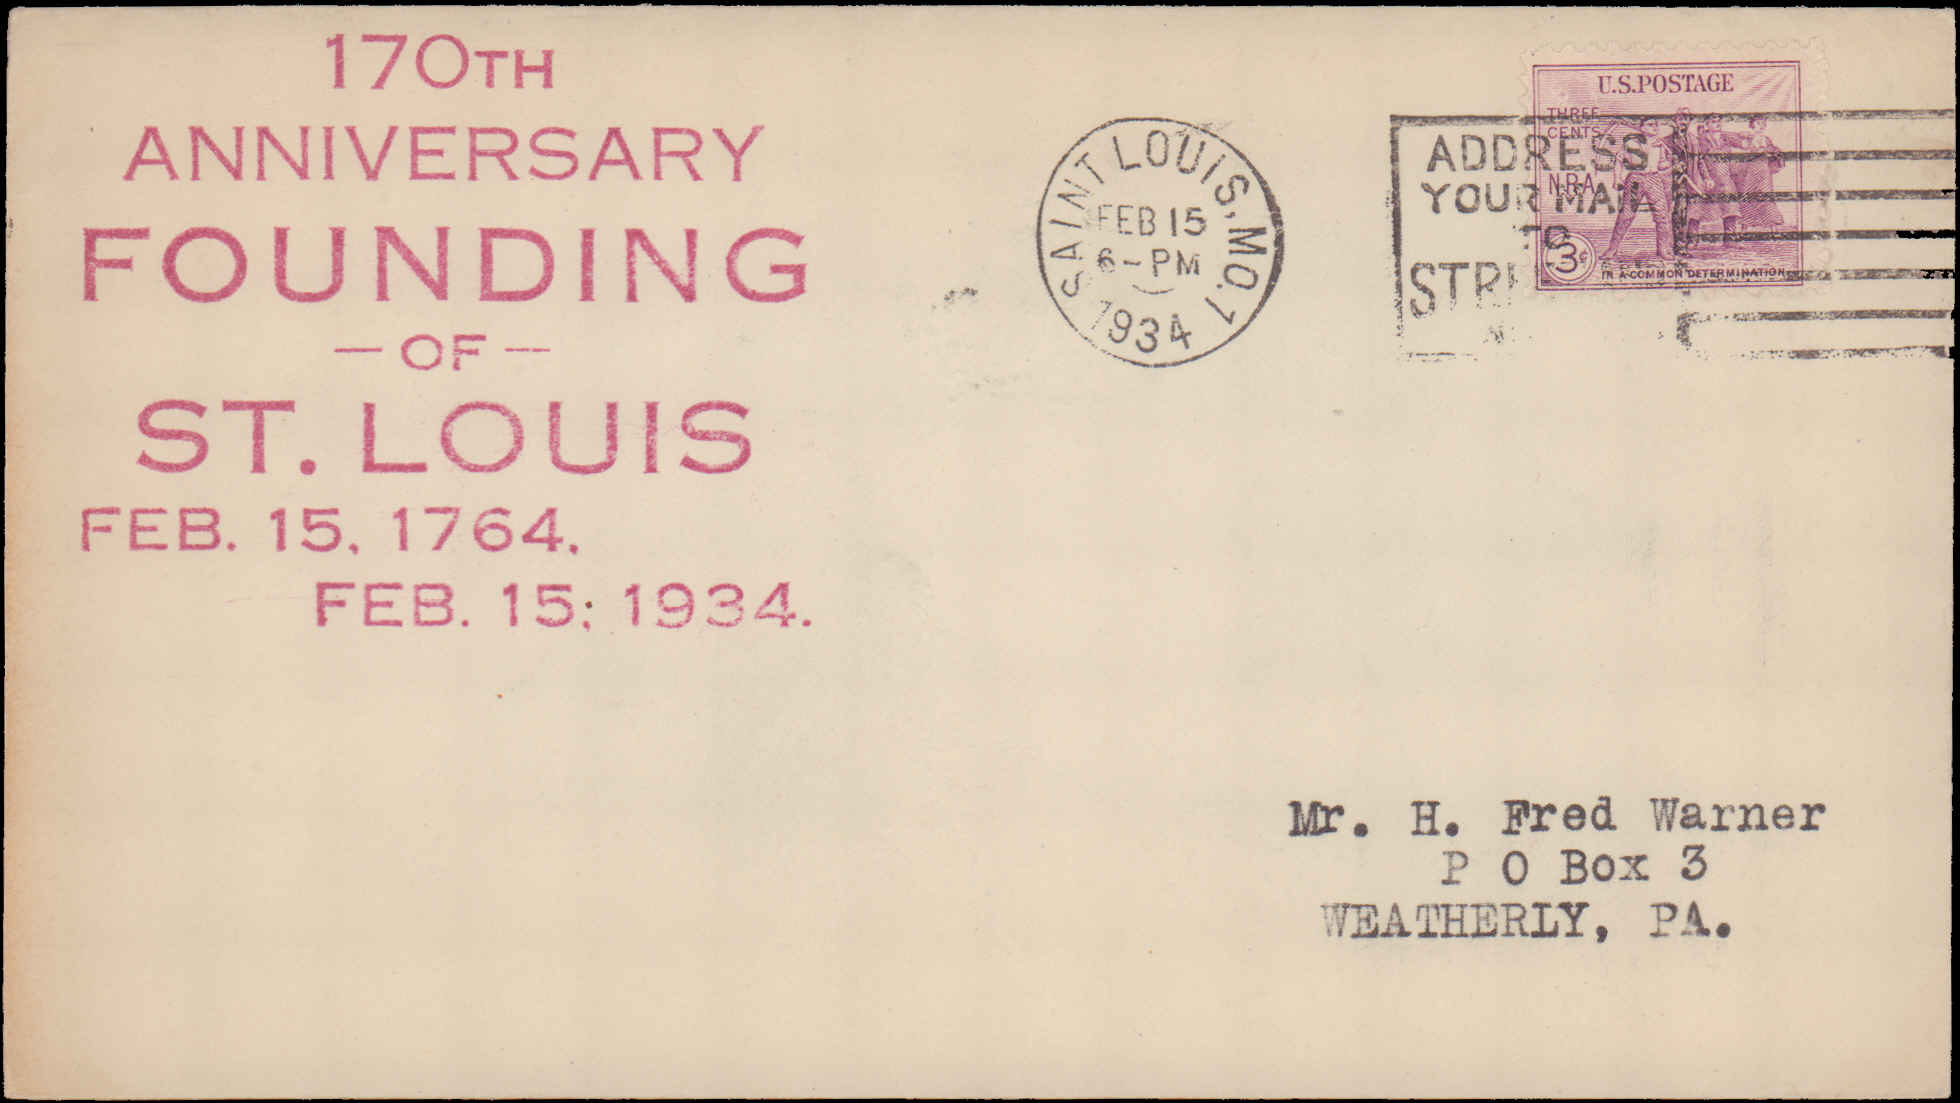 170TH
ANNIVERSARY
FOUNDING
— OF —
ST. LOUIS
FEB. 15, 1764.
FEB. 15; 1934.
SAINT LOUIS, MO. 1
FEB 15
6 - PM
1934
ADDRESS
YOUR MAIL
TO
U.S. POSTAGE
THREE
CENTS
N.R.A.
3¢
IN A COMMON DETERMINATION
Mr. H. Fred Warner
P O Box 3
WEATHERLY, PA.